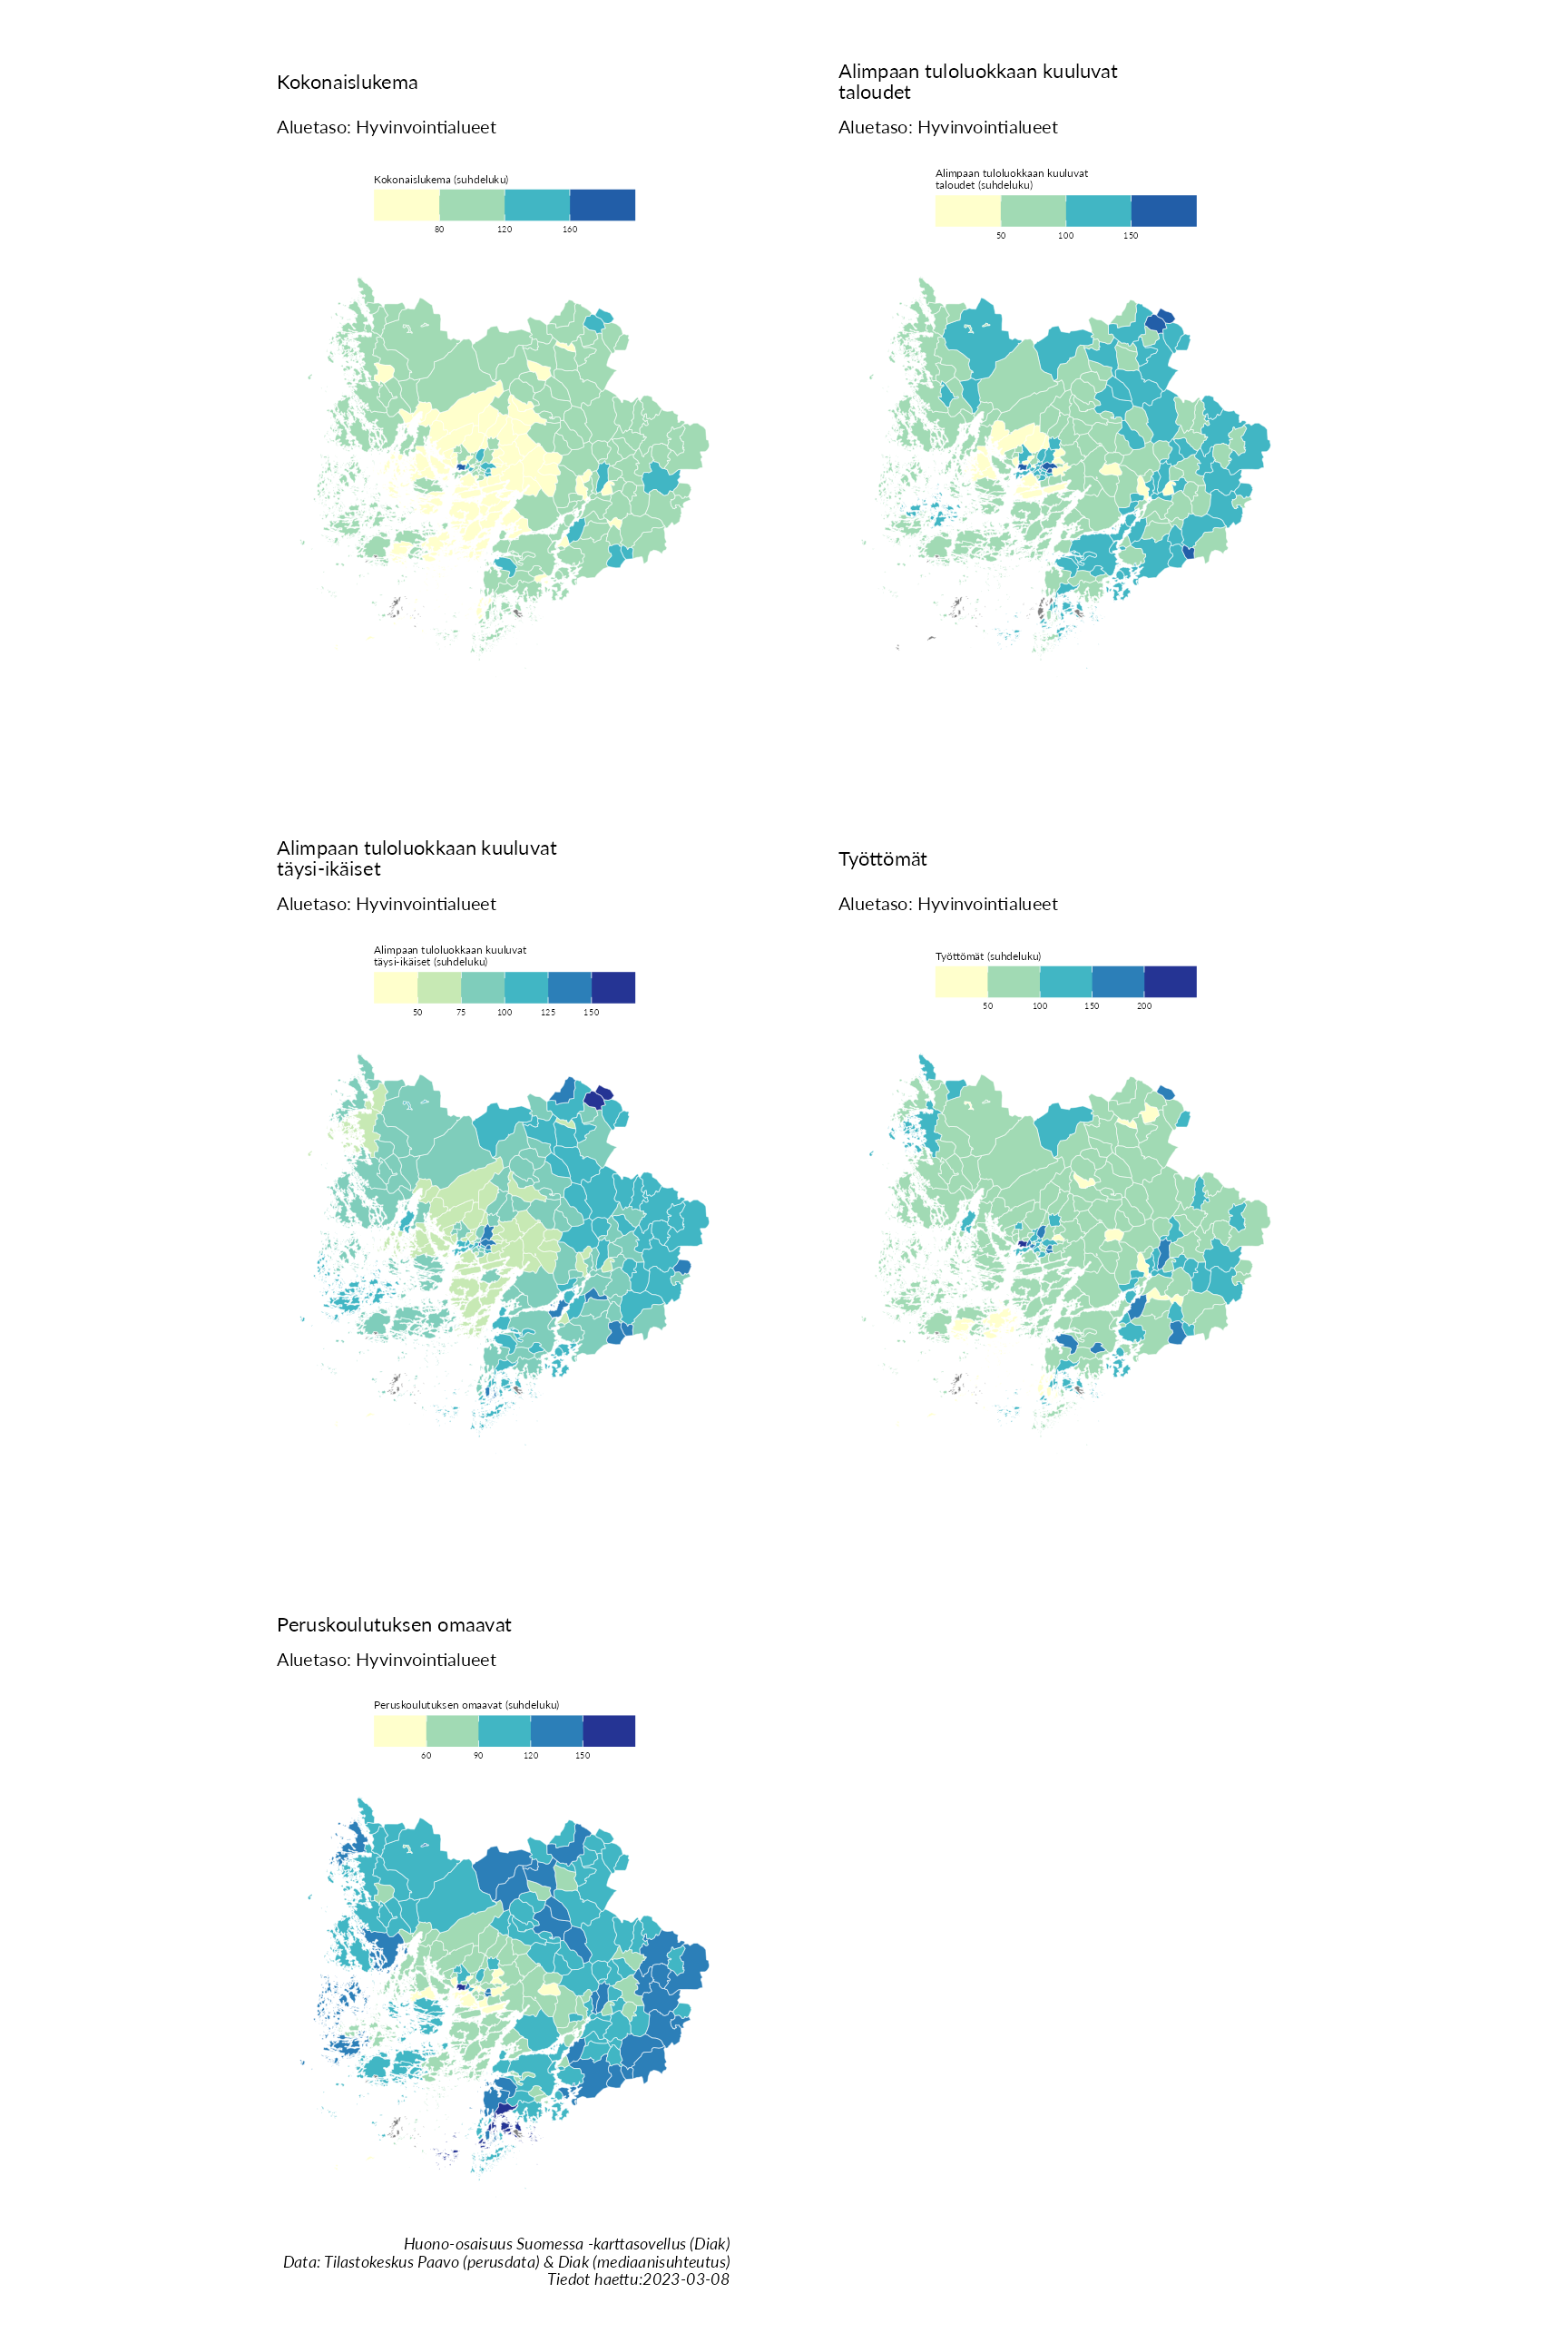 Kokonaislukema
Aluetaso: Hyvinvointialueet
Kokonaislukema (suhdeluku)
80 120 160
Alimpaan tuloluokkaan kuuluvat
taloudet
Aluetaso: Hyvinvointialueet
Alimpaan tuloluokkaan kuuluvat
taloudet (suhdeluku)
50 100 150
Alimpaan tuloluokkaan kuuluvat
täysi-ikäiset
Aluetaso: Hyvinvointialueet
Alimpaan tuloluokkaan kuuluvat
täysi-ikäiset (suhdeluku)
50 75 100 125 150
Työttömät
Aluetaso: Hyvinvointialueet
Työttömät (suhdeluku)
50 100 150 200
Peruskoulutuksen omaavat
Aluetaso: Hyvinvointialueet
Peruskoulutuksen omaavat (suhdeluku)
60 90 120 150
Huono-osaisuus Suomessa -karttasovellus (Diak)
Data: Tilastokeskus Paavo (perusdata) & Diak (mediaanisuhteutus)
Tiedot haettu:2023-03-08